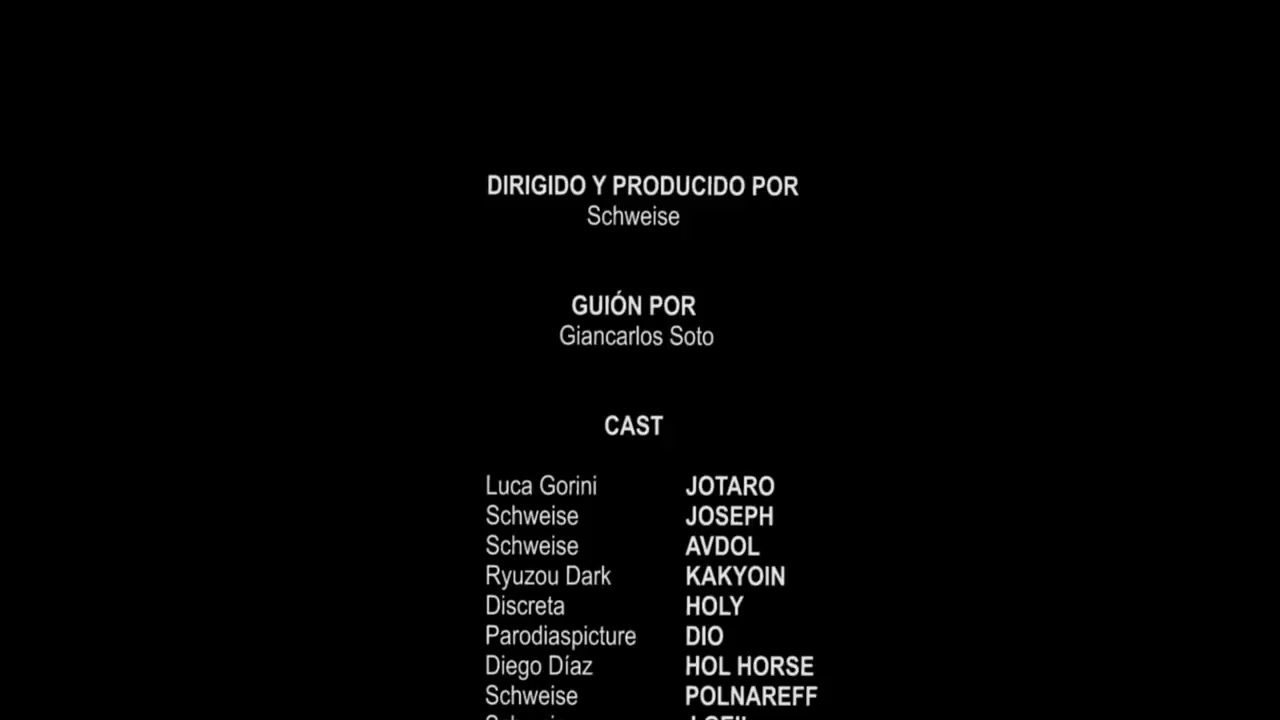 DIRIGIDO Y PRODUCIDO POR
Schweise
GUIÓN POR
Giancarlos Soto
CAST
Luca Gorini JOTARO
Schweise JOSEPH
Schweise AVDOL
Ryuzou Dark KAKYOIN
Discreta HOLY
Parodiaspicture DIO
Diego Díaz HOL HORSE
Schweise POLNAREFF